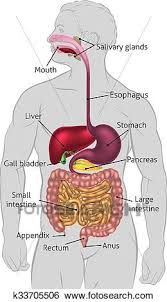 Salivary glands
Mouth
Esophagus
Liver
Stomach
Gall bladder
Pancreas
Small
intestine
Large
intestine
Appendix
Rectum
Anus
k33705506 www.fotosearch.com